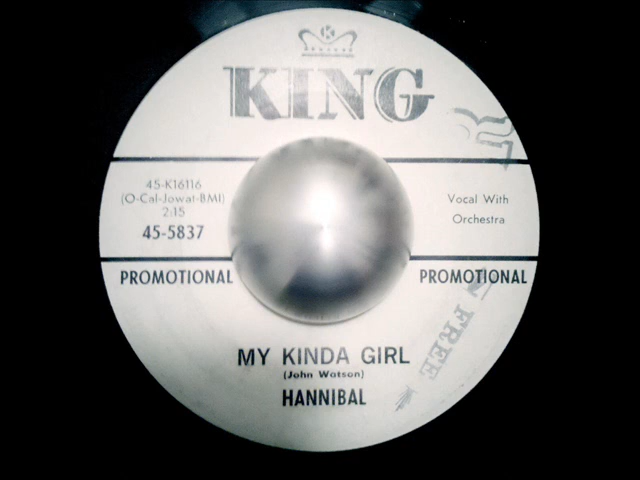 K
KING
45-K16116
(O-Cal-Jowat-BMI)
2:15
45-5837
Vocal With
Orchestra
PROMOTIONAL
PROMOTIONAL
FREE
MY KINDA GIRL
(John Watson)
HANNIBAL